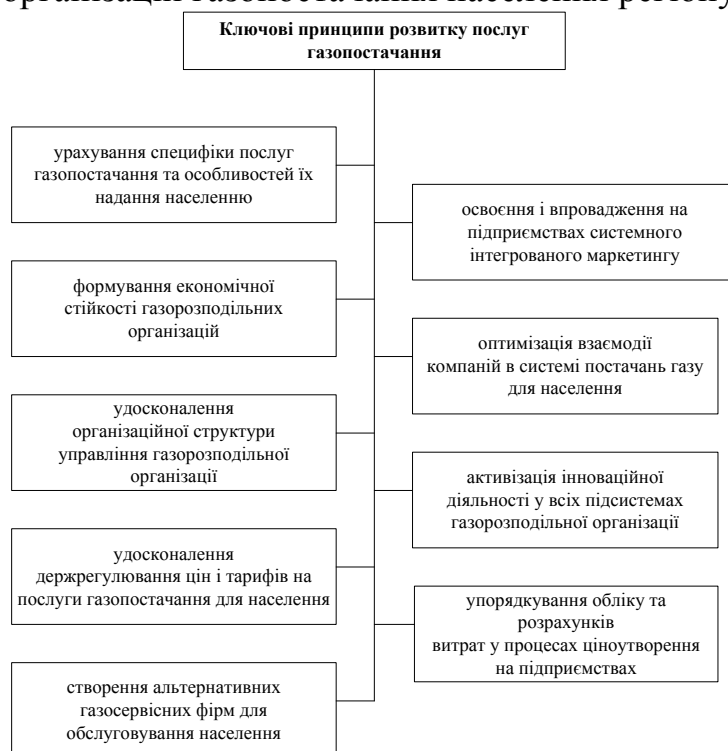 організації газопостачання населення регіону
Ключові принципи розвитку послуг
газопостачання
урахування специфіки послуг
газопостачання та особливостей їх
надання населенню
освоєння і впровадження на
підприємствах системного
інтегрованого маркетингу
формування економічної
стійкості газорозподільних
організацій
оптимізація взаємодії
компаній в системі постачань газу
для населення
удосконалення
організаційної структури
управління газорозподільної
організації
активізація інноваційної
діяльності у всіх підсистемах
газорозподільної організації
удосконалення
держрегулювання цін і тарифів на
послуги газопостачання для населення
упорядкування обліку та
розрахунків
витрат у процесах ціноутворення
на підприємствах
створення альтернативних
газосервісних фірм для
обслуговування населення